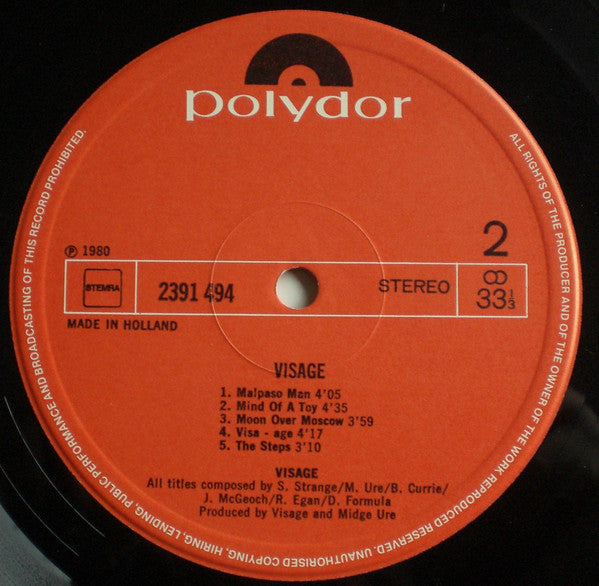 polydor
2
℗ 1980
STEMRA
2391 494
STEREO
33⅓
MADE IN HOLLAND
VISAGE
1. Malpaso Man 4'05
2. Mind Of A Toy 4'35
3. Moon Over Moscow 3'59
4. Visa - age 4'17
5. The Steps 3'10
VISAGE
All titles composed by S. Strange/M. Ure/B. Currie/
J. McGeoch/R. Egan/D. Formula
Produced by Visage and Midge Ure
ALL RIGHTS OF THE PRODUCER AND OF THE OWNER OF THE WORK REPRODUCED RESERVED. UNAUTHORISED COPYING, HIRING, LENDING, PUBLIC PERFORMANCE AND BROADCASTING OF THIS RECORD PROHIBITED.